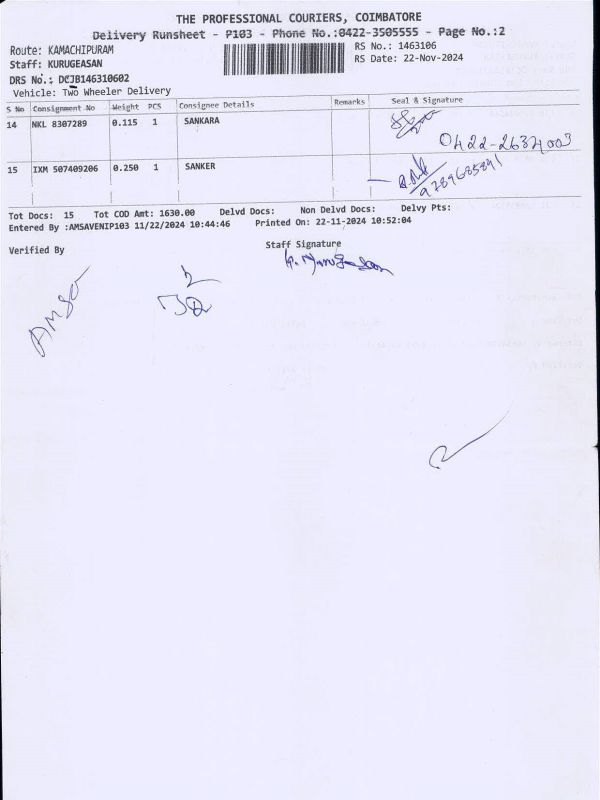 THE PROFESSIONAL COURIERS, COIMBATORE
Delivery Runsheet - P103 - Phone No.:0422-3505555 - Page No.:2
Route: KAMACHIPURAM RS No.: 1463106
Staff: KURUGEASAN RS Date: 22-Nov-2024
DRS No.: DCJB146310602
Vehicle: Two Wheeler Delivery
S No Consignment No Weight PCS Consignee Details Remarks Seal & Signature
14 NKL 8307289 0.115 1 SANKARA
0422-2634003
15 IXM 507409206 0.250 1 SANKER
9789685891
Tot Docs: 15 Tot COD Amt: 1630.00 Delvd Docs: Non Delvd Docs: Delvy Pts:
Entered By :AMSAVENIP103 11/22/2024 10:44:46 Printed On: 22-11-2024 10:52:04
Verified By Staff Signature